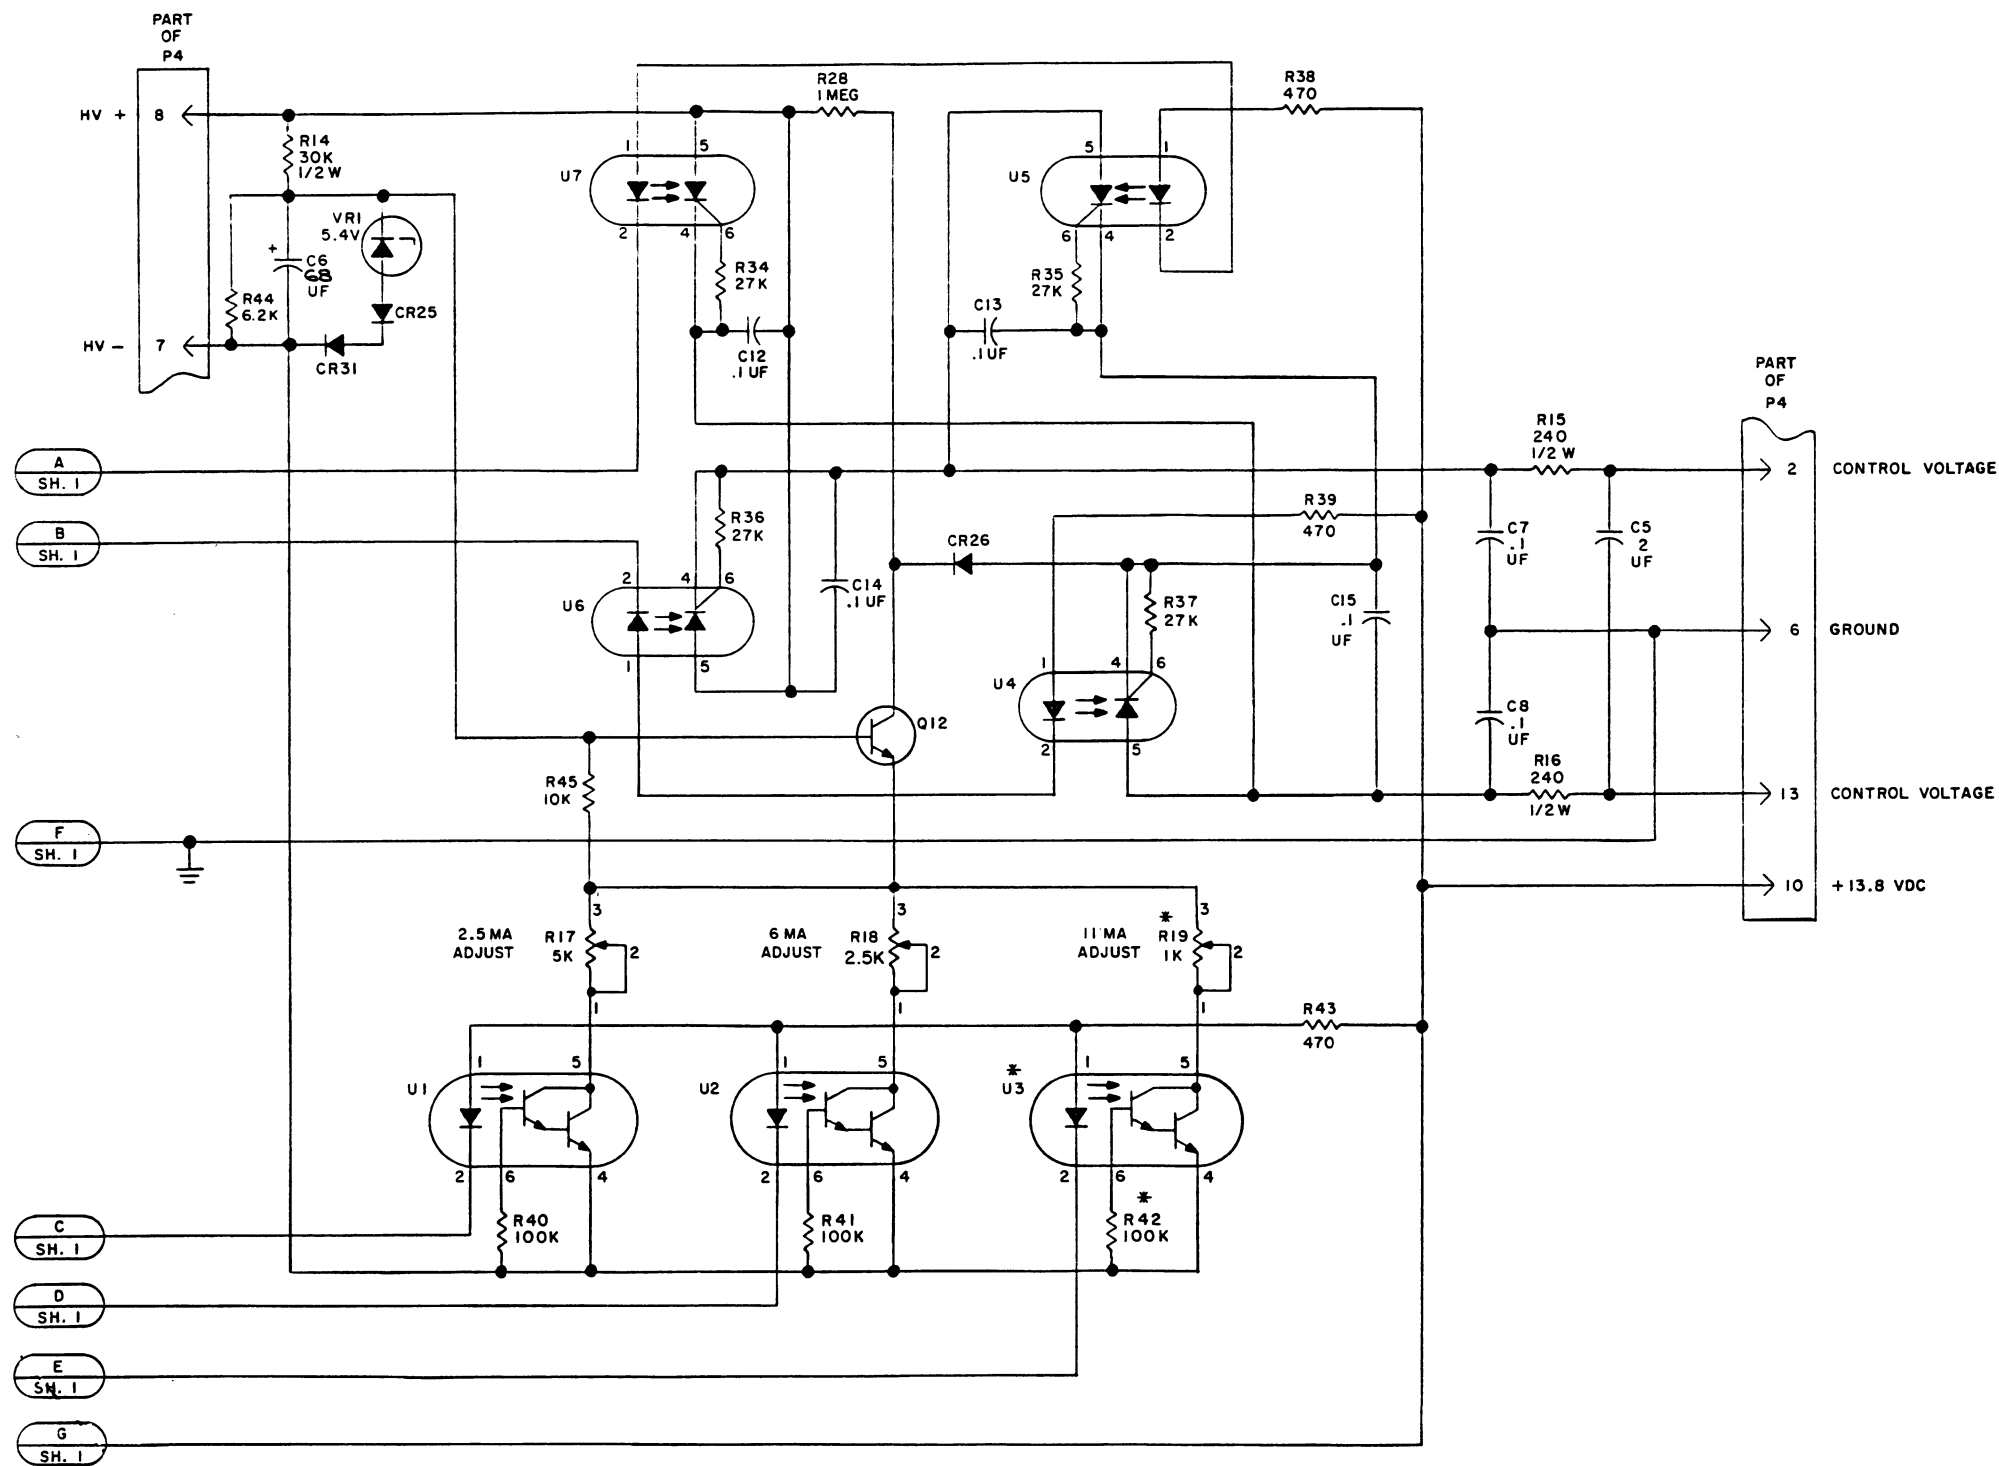 PART
OF
P4
HV + 8
R14
30K
1/2 W
VR1
5.4V
+
C6
68
UF
R44
6.2K
CR25
HV – 7
CR31
R28
1 MEG
1 5
U7
2 4 6
R34
27K
C12
.1 UF
R38
470
5 1
U5
6 4 2
R35
27K
C13
.1 UF
PART
OF
P4
A
SH. 1
R15
240
1/2 W
2 CONTROL VOLTAGE
B
SH. 1
R36
27K
R39
470
CR26
C7
.1
UF
C5
2
UF
2 4 6
U6
1 5
C14
.1 UF
R37
27K
C15
.1
UF
6 GROUND
1 4 6
U4
2 5
Q12
C8
.1
UF
R45
10K
R16
240
1/2 W
13 CONTROL VOLTAGE
F
SH. 1
10 +13.8 VDC
2.5 MA
ADJUST
R17
5K
3
2
1
6 MA
ADJUST
R18
2.5K
3
2
1
11 MA
ADJUST
*
R19
1K
3
2
1
R43
470
U1
1 5
2 6 4
U2
1 5
2 6 4
*
U3
1 5
2 6 4
R40
100K
R41
100K
*
R42
100K
C
SH. 1
D
SH. 1
E
SH. 1
G
SH. 1